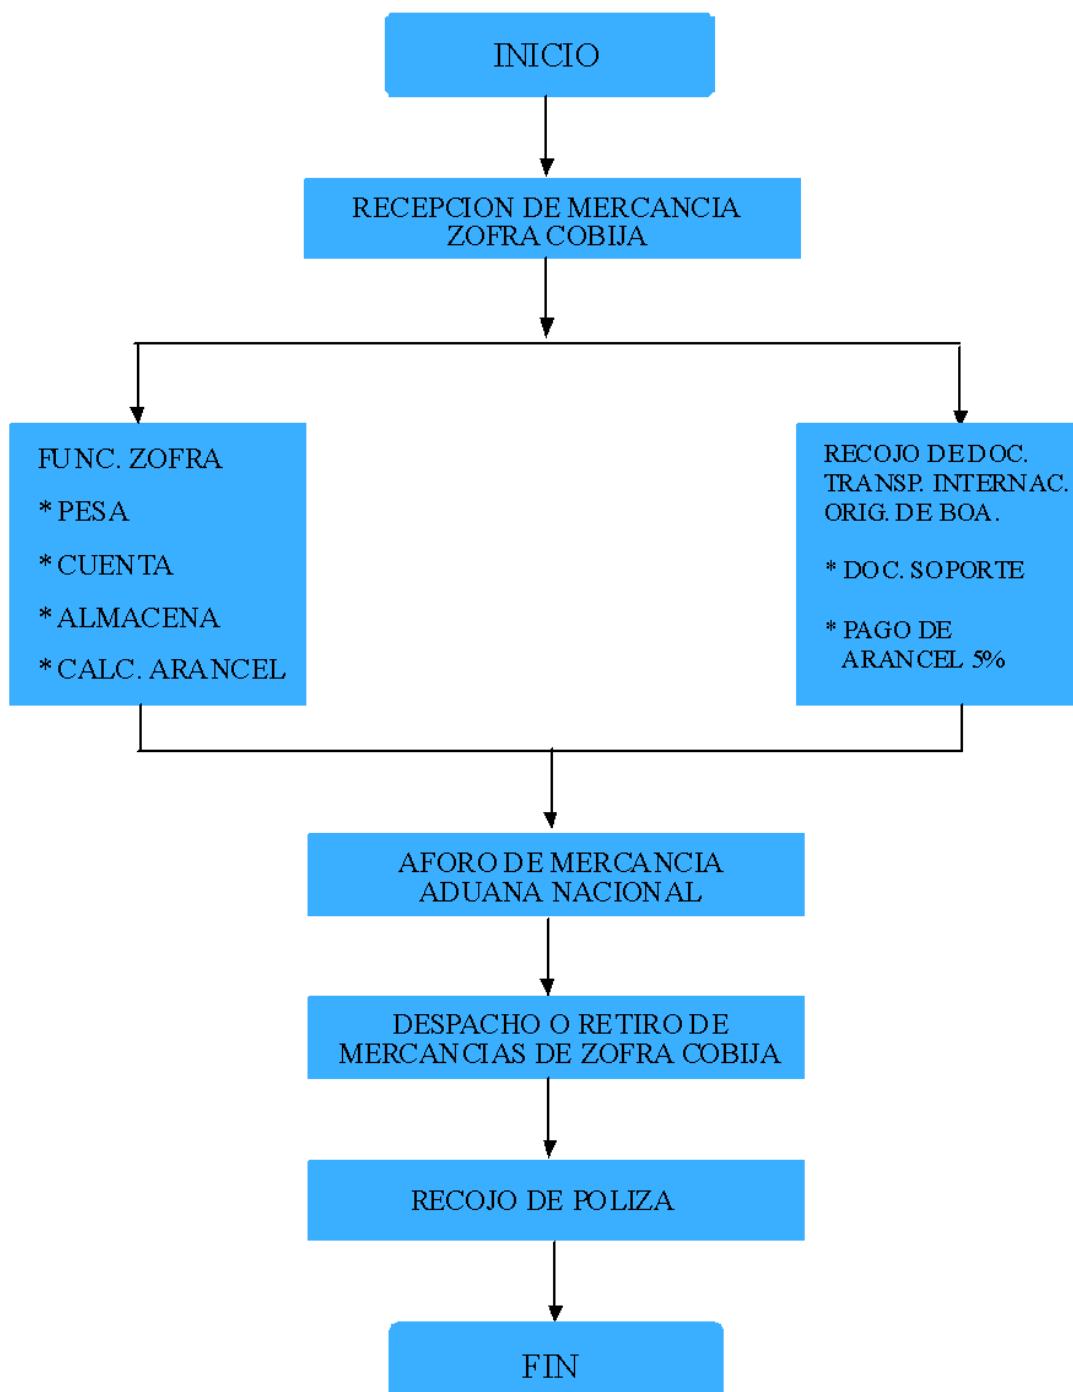 INICIO
RECEPCION DE MERCANCIA
ZOFRA COBIJA
FUNC. ZOFRA
* PESA
* CUENTA
* ALMACENA
* CALC. ARANCEL
RECOJO DE DOC.
TRANSP. INTERNAC.
ORIG. DE BOA.
* DOC. SOPORTE
* PAGO DE
ARANCEL 5%
AFORO DE MERCANCIA
ADUANA NACIONAL
DESPACHO O RETIRO DE
MERCANCIAS DE ZOFRA COBIJA
RECOJO DE POLIZA
FIN